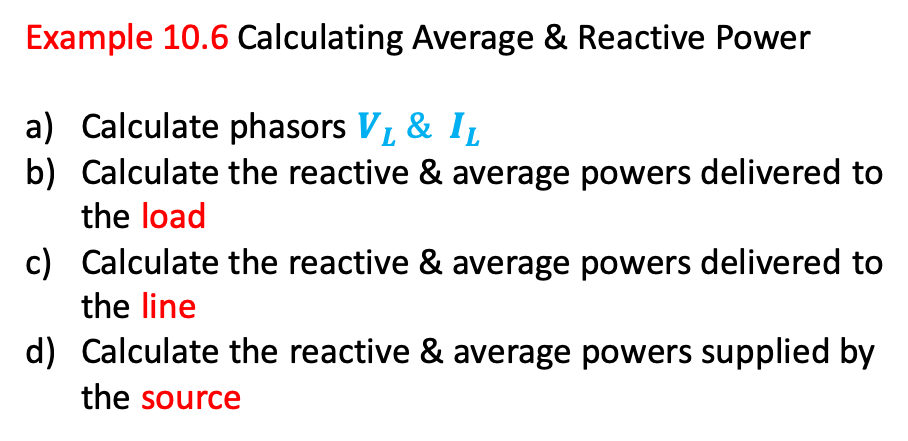 Example 10.6 Calculating Average & Reactive Power
a) Calculate phasors V_L & I_L
b) Calculate the reactive & average powers delivered to
the load
c) Calculate the reactive & average powers delivered to
the line
d) Calculate the reactive & average powers supplied by
the source